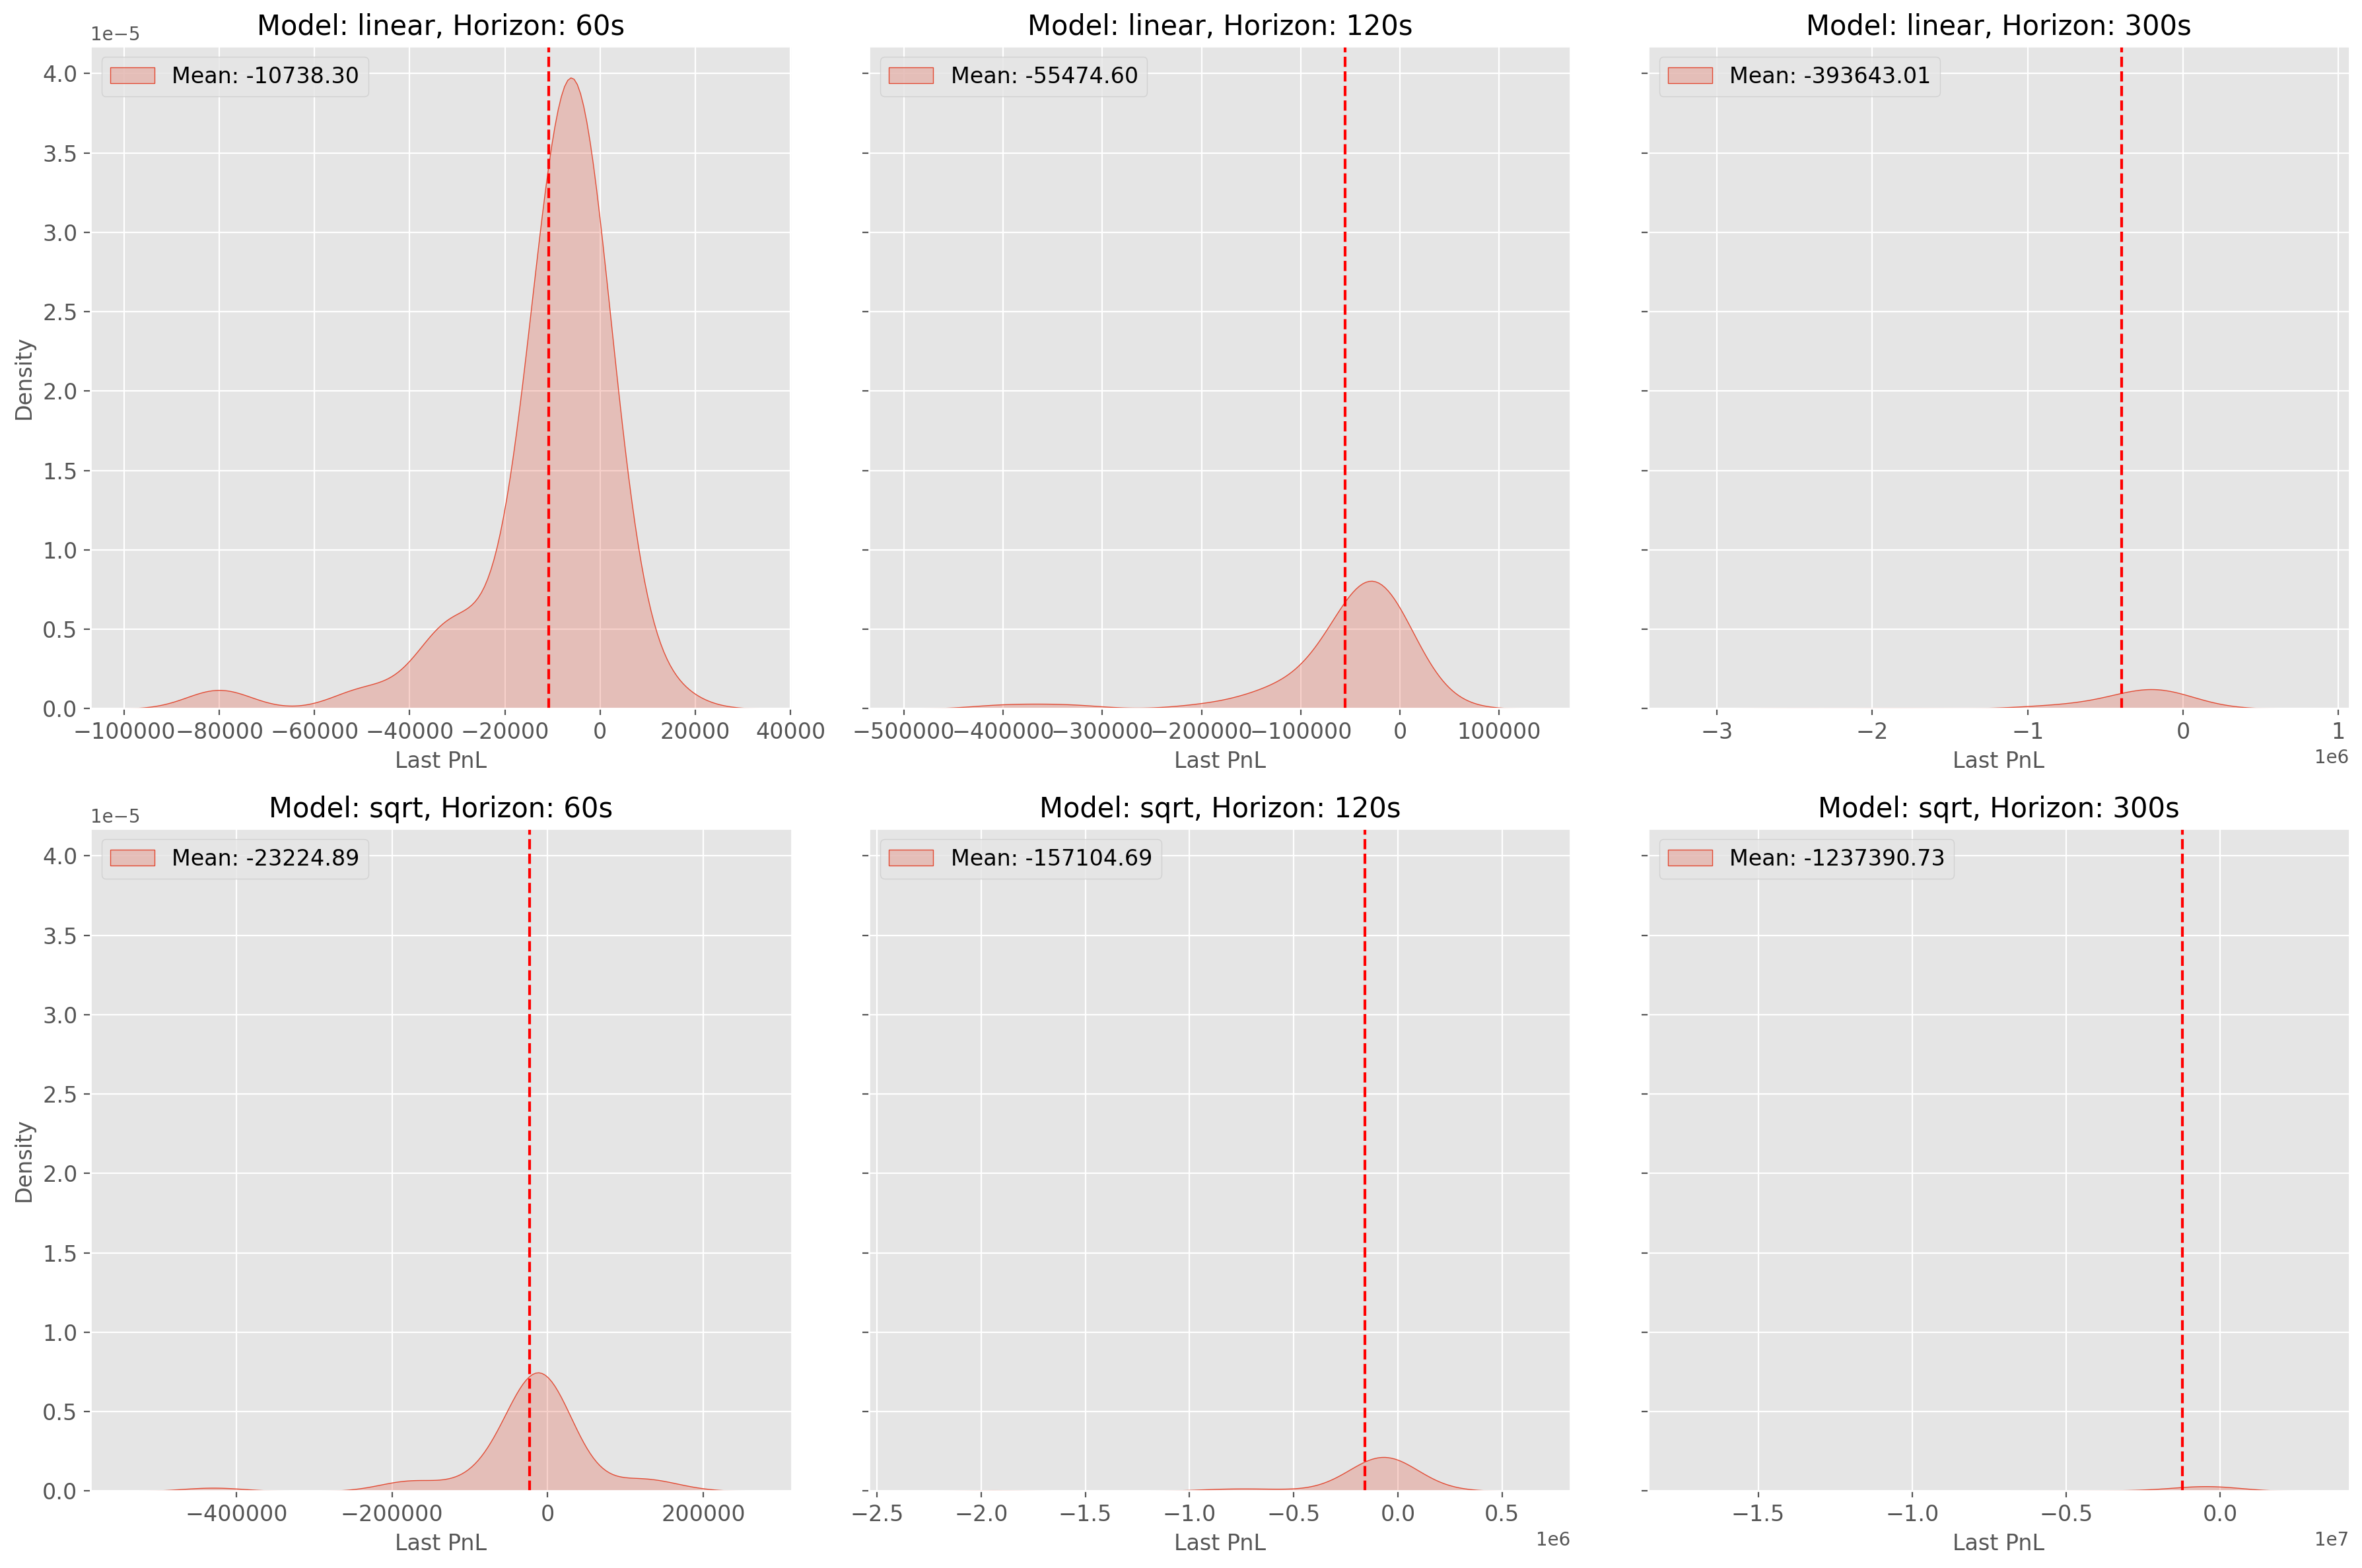 Model: linear, Horizon: 60s
1e−5
Mean: -10738.30
4.0
3.5
3.0
2.5
2.0
1.5
1.0
0.5
0.0
Density
−100000 −80000 −60000 −40000 −20000 0 20000 40000
Last PnL
Model: linear, Horizon: 120s
Mean: -55474.60
−500000 −400000 −300000 −200000 −100000 0 100000
Last PnL
Model: linear, Horizon: 300s
Mean: -393643.01
−3 −2 −1 0 1
1e6
Last PnL
Model: sqrt, Horizon: 60s
1e−5
Mean: -23224.89
4.0
3.5
3.0
2.5
2.0
1.5
1.0
0.5
0.0
Density
−400000 −200000 0 200000
Last PnL
Model: sqrt, Horizon: 120s
Mean: -157104.69
−2.5 −2.0 −1.5 −1.0 −0.5 0.0 0.5
1e6
Last PnL
Model: sqrt, Horizon: 300s
Mean: -1237390.73
−1.5 −1.0 −0.5 0.0
1e7
Last PnL